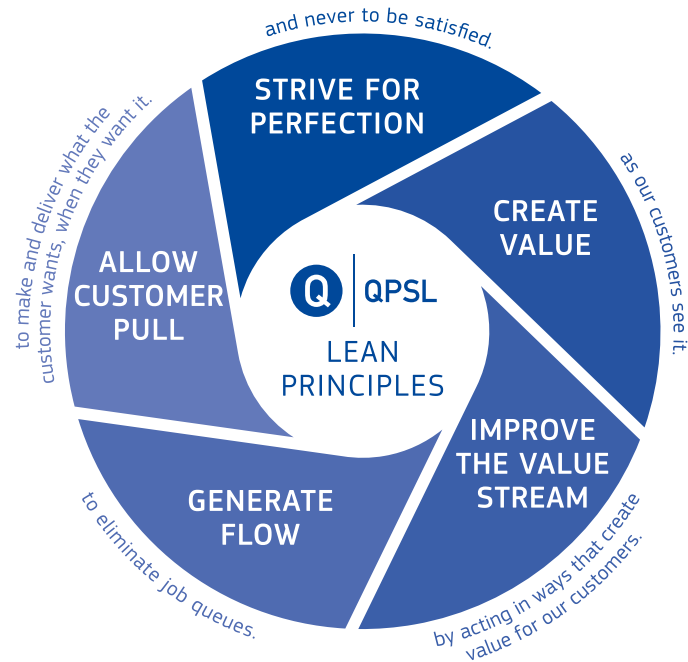 and never to be satisfied.
STRIVE FOR
PERFECTION
CREATE
VALUE
as our customers see it.
IMPROVE
THE VALUE
STREAM
by acting in ways that create
value for our customers.
GENERATE
FLOW
to eliminate job queues.
ALLOW
CUSTOMER
PULL
to make and deliver what the
customer wants, when they want it.
Q QPSL
LEAN
PRINCIPLES